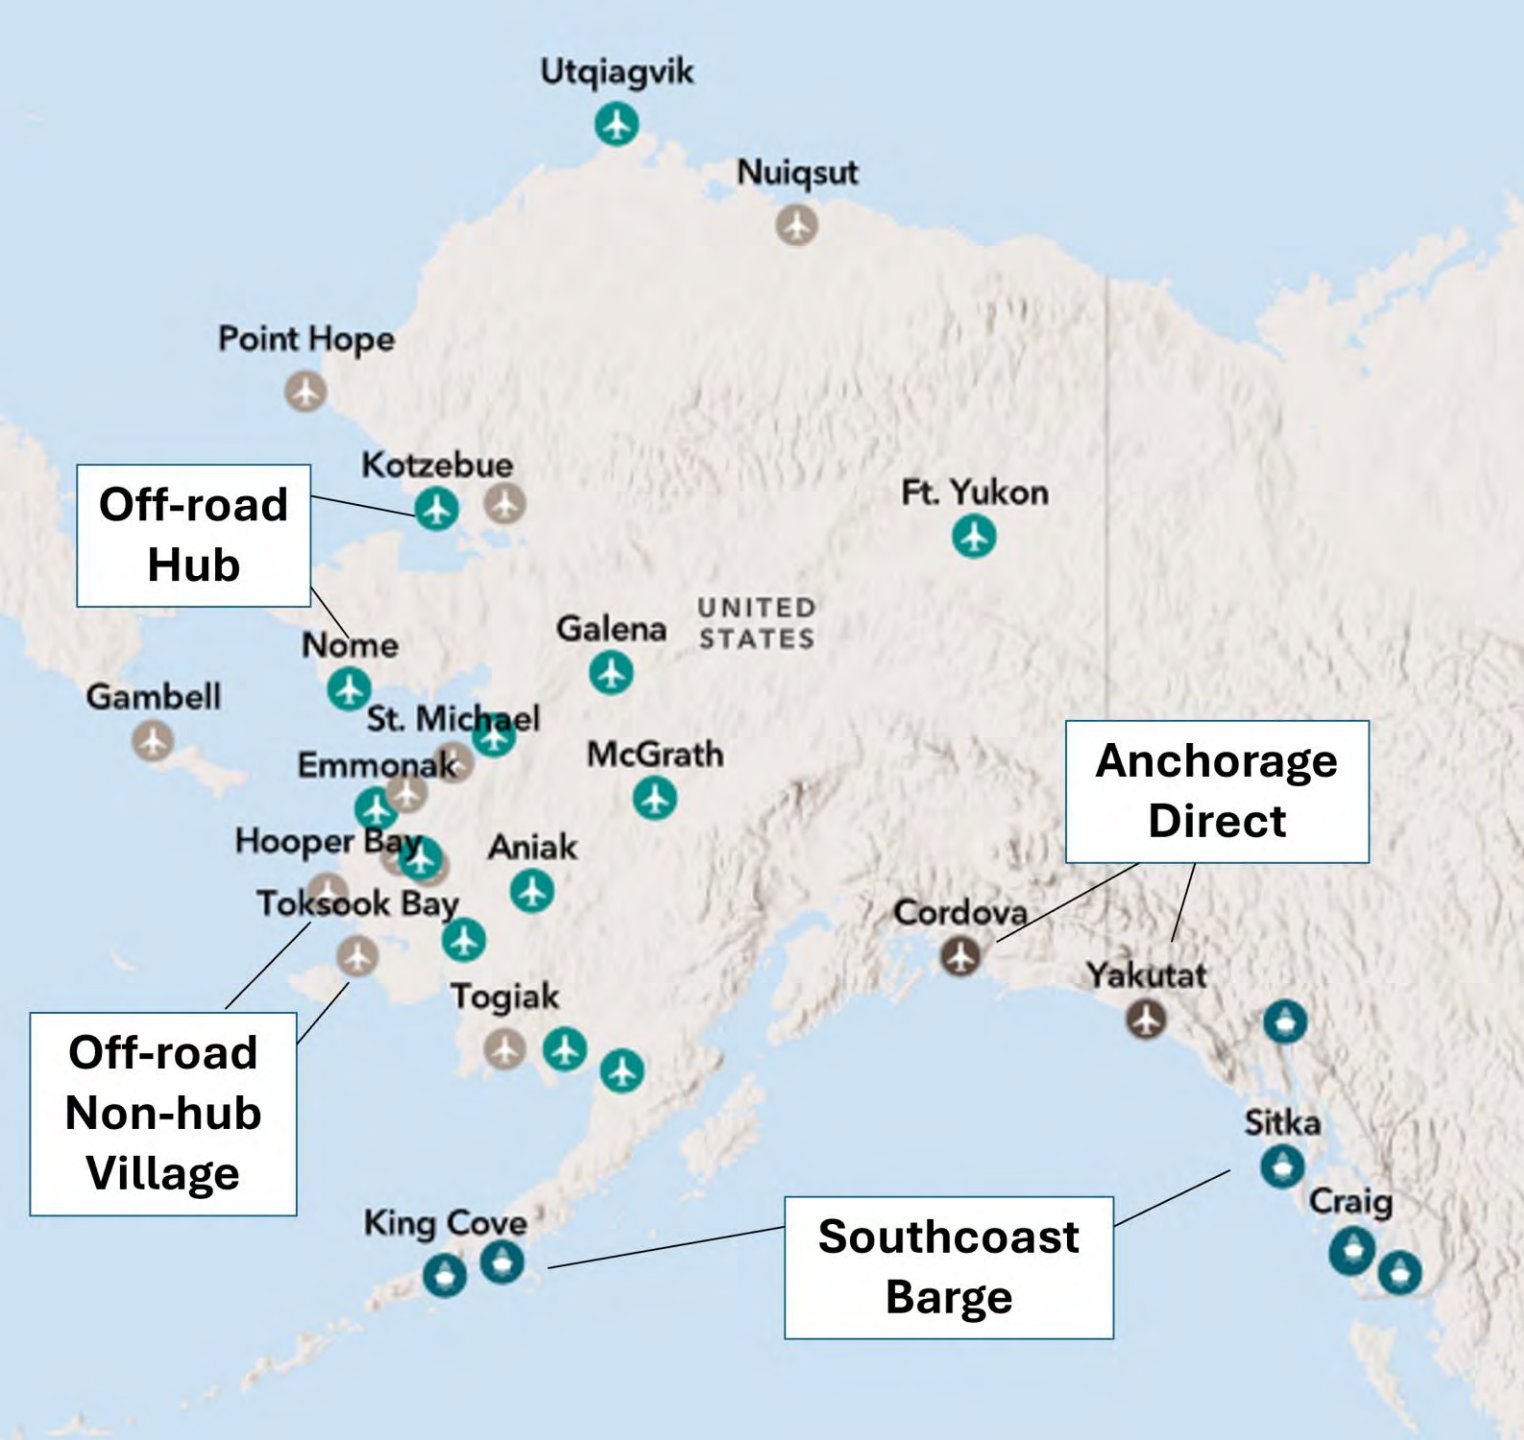 Utqiagvik
Nuiqsut
Point Hope
Kotzebue
Off-road
Hub
Ft. Yukon
UNITED
STATES
Galena
Nome
Gambell
St. Michael
Emmonak
McGrath
Anchorage
Direct
Hooper Bay
Aniak
Toksook Bay
Cordova
Yakutat
Togiak
Off-road
Non-hub
Village
Sitka
Craig
King Cove
Southcoast
Barge